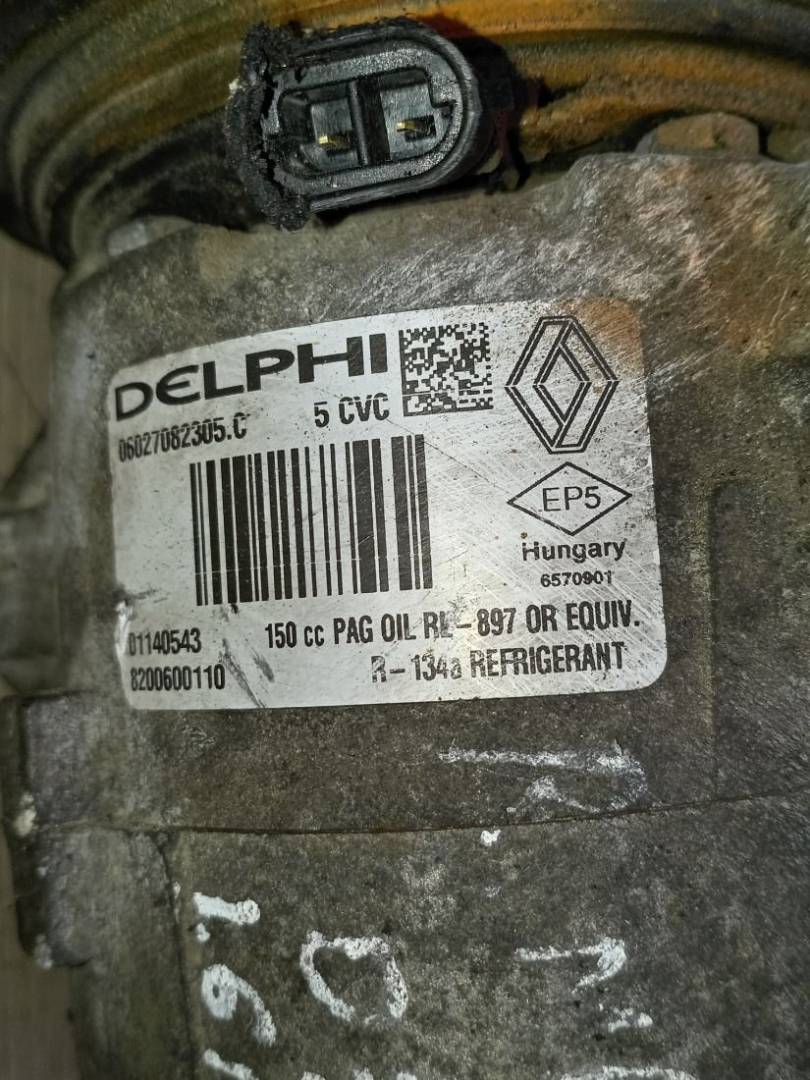 DELPHI
06027082305.C 5 CVC
EP5
Hungary
6570901
01140543 150 cc PAG OIL RL-897 OR EQUIV.
8200600110 R-134a REFRIGERANT